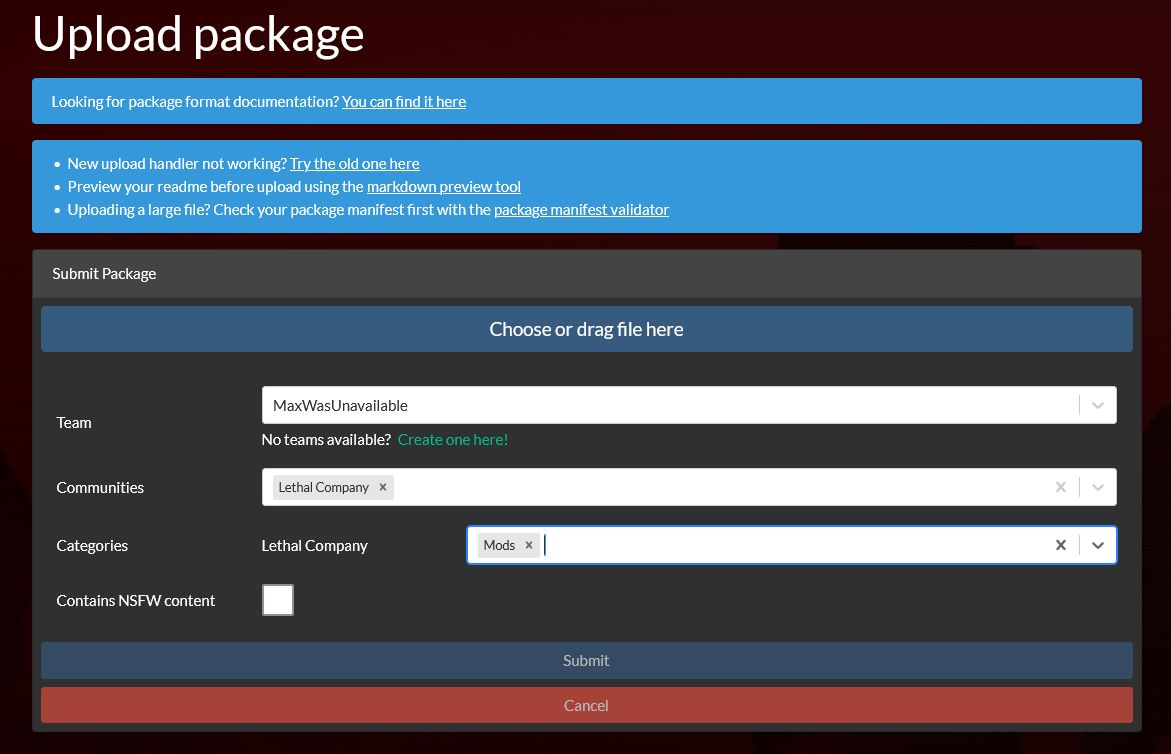 Upload package
Looking for package format documentation? You can find it here
New upload handler not working? Try the old one here
Preview your readme before upload using the markdown preview tool
Uploading a large file? Check your package manifest first with the package manifest validator
Submit Package
Choose or drag file here
Team
MaxWasUnavailable
No teams available? Create one here!
Communities
Lethal Company
Categories
Lethal Company
Mods
Contains NSFW content
Submit
Cancel